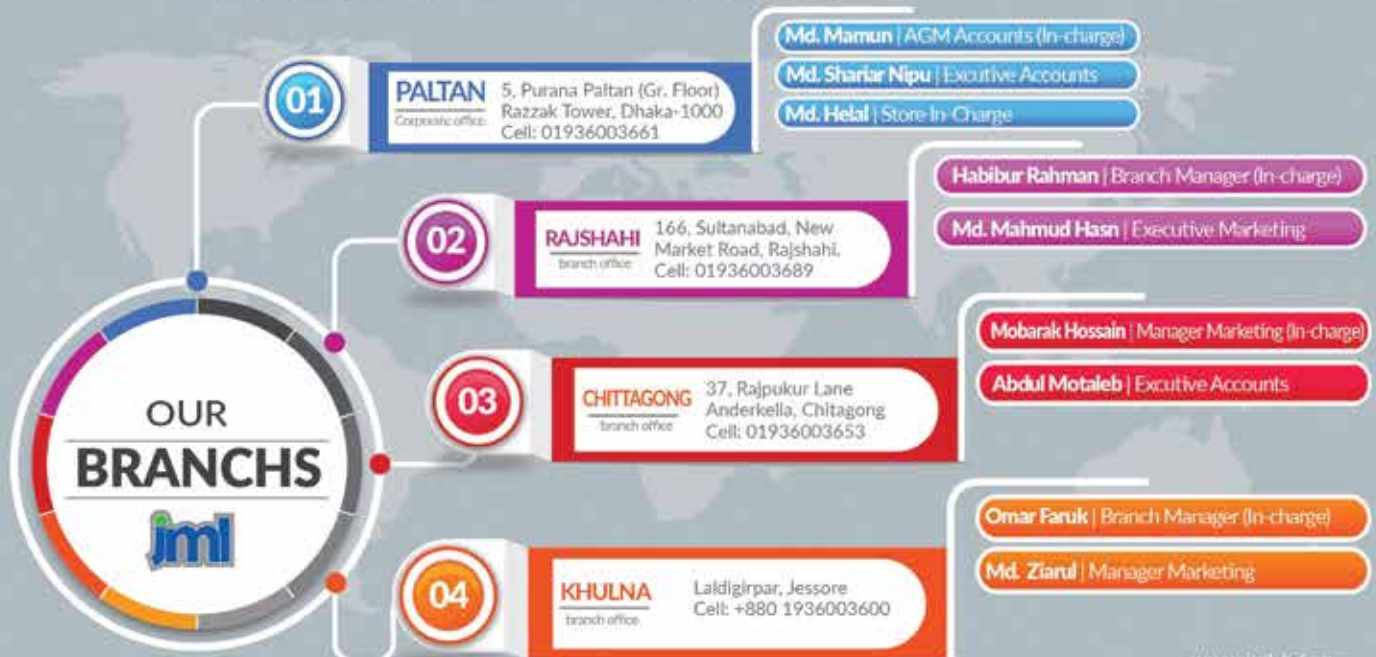 OUR
BRANCHS
jml
01
PALTAN
Corporate office
5, Purana Paltan (Gr. Floor)
Razzak Tower, Dhaka-1000
Cell: 01936003661
Md. Mamun | AGM Accounts (In-charge)
Md. Shariar Nipu | Excutive Accounts
Md. Helal | Store In-Charge
02
RAJSHAHI
branch office
166, Sultanabad, New
Market Road, Rajshahi.
Cell: 01936003689
Habibur Rahman | Branch Manager (In-charge)
Md. Mahmud Hasn | Executive Marketing
03
CHITTAGONG
branch office
37, Rajpukur Lane
Anderkella, Chitagong
Cell: 01936003653
Mobarak Hossain | Manager Marketing (In-charge)
Abdul Motaleb | Excutive Accounts
04
KHULNA
branch office
Laldigirpar, Jessore
Cell: +880 1936003600
Omar Faruk | Branch Manager (In-charge)
Md. Ziarul | Manager Marketing